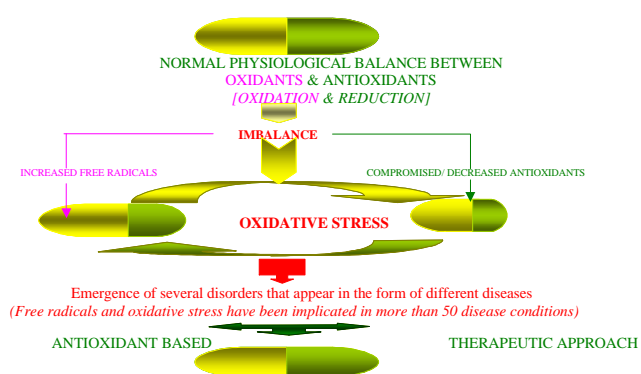 NORMAL PHYSIOLOGICAL BALANCE BETWEEN
OXIDANTS & ANTIOXIDANTS
[OXIDATION & REDUCTION]
IMBALANCE
INCREASED FREE RADICALS
COMPROMISED/ DECREASED ANTIOXIDANTS
OXIDATIVE STRESS
Emergence of several disorders that appear in the form of different diseases
(Free radicals and oxidative stress have been implicated in more than 50 disease conditions)
ANTIOXIDANT BASED THERAPEUTIC APPROACH